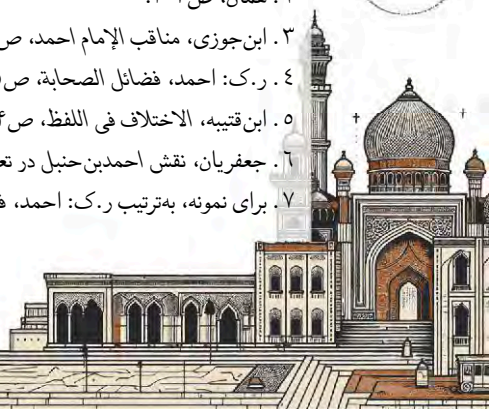 ۳. ابن‌جوزی، مناقب الإمام احمد، ص
۴. ر.ک: احمد، فضائل الصحابة، ص
۵. ابن‌قتیبه، الاختلاف فی اللفظ، ص
۶. جعفریان، نقش احمدبن‌حنبل در تع
۷. برای نمونه، به‌ترتیب ر.ک: احمد، ف